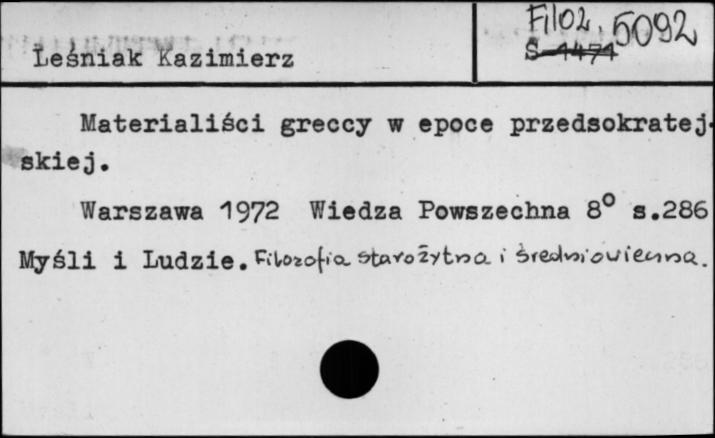 Filoz. 5092
S-4474
Leśniak Kazimierz
Materialiści greccy w epoce przedsokratej-
skiej.
Warszawa 1972 Wiedza Powszechna 8° s.286
Myśli i Ludzie. Filozofia starożytna i średniowieczna.